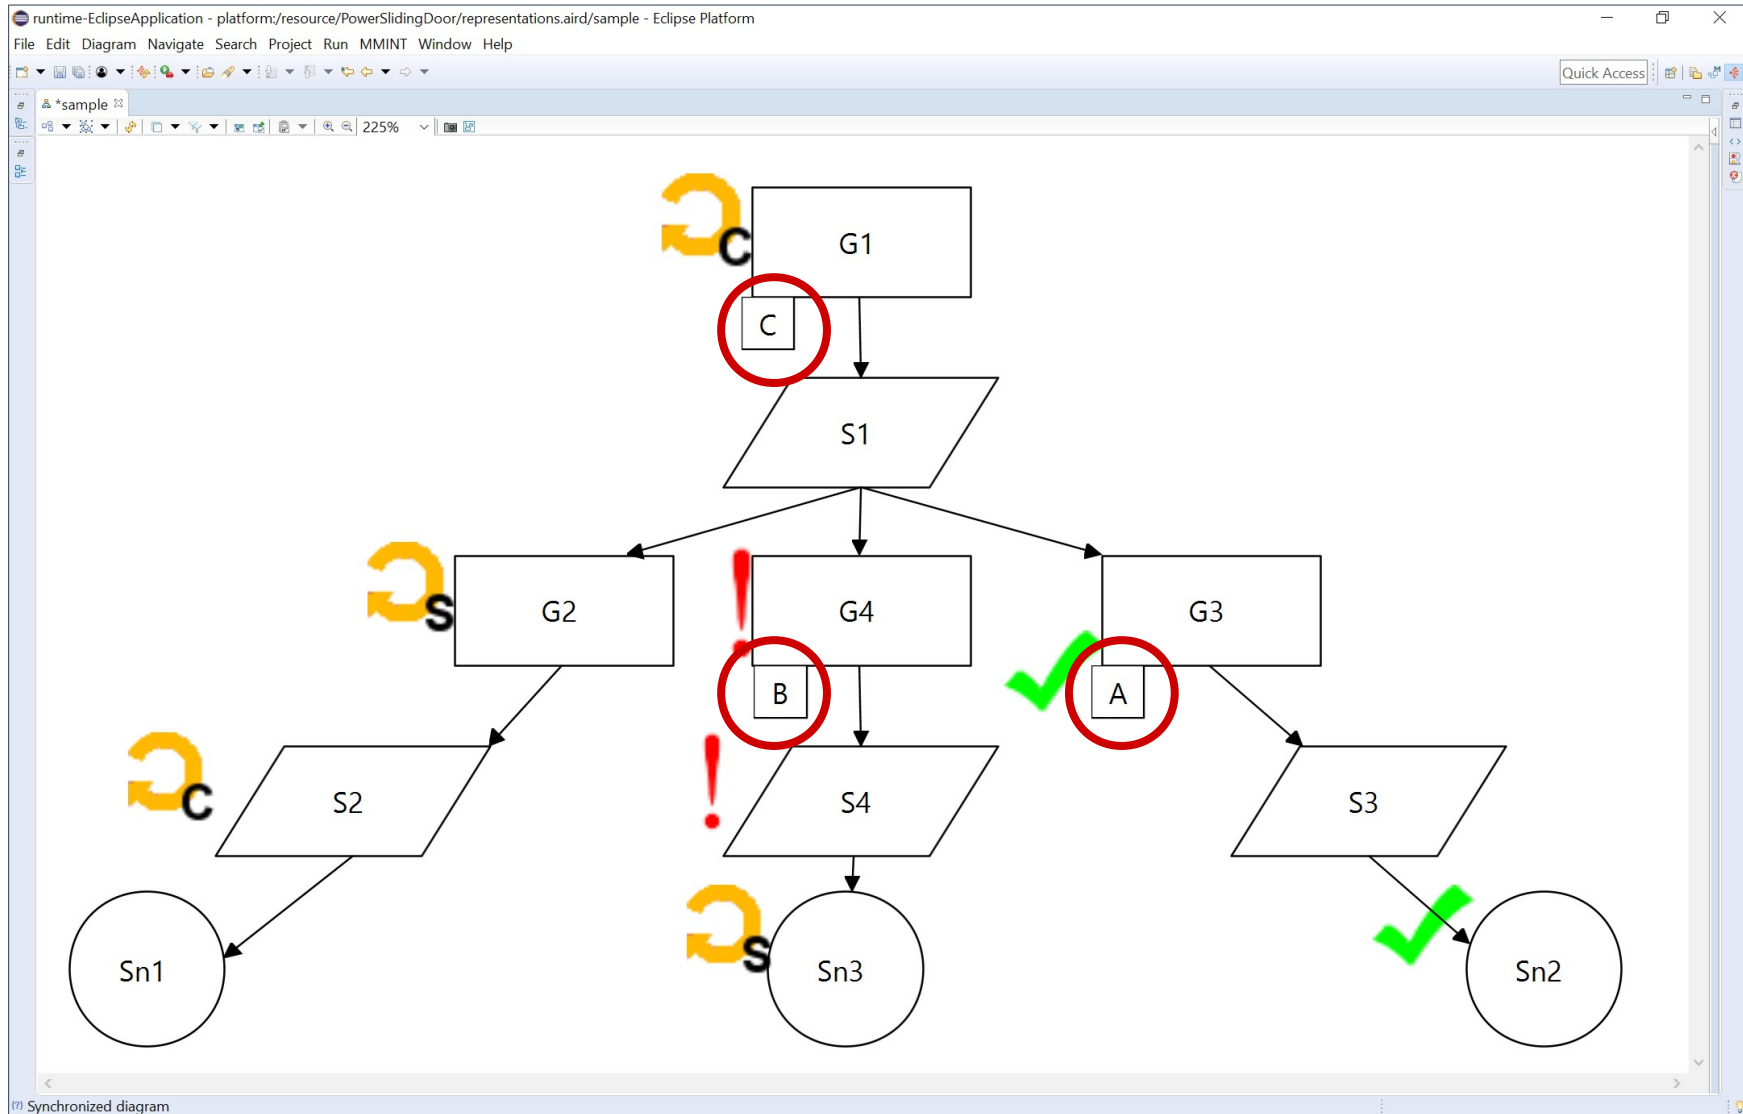 runtime-EclipseApplication - platform:/resource/PowerSlidingDoor/representations.aird/sample - Eclipse Platform
File Edit Diagram Navigate Search Project Run MMINT Window Help
Quick Access
*sample
225%
C
G1
C
S1
S
G2
G4
G3
B
A
C
S2
S4
S3
S
Sn1
Sn3
Sn2
Synchronized diagram